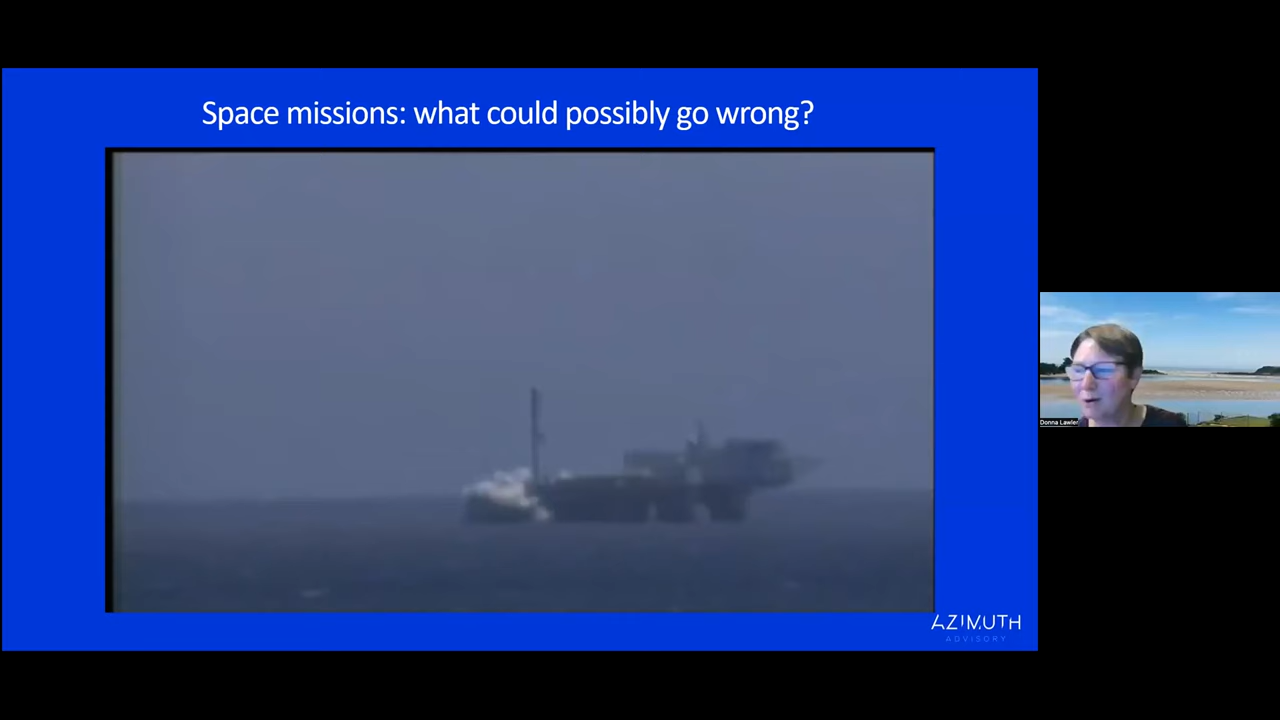 Space missions: what could possibly go wrong?
Donna Lawler
AZIMUTH
ADVISORY